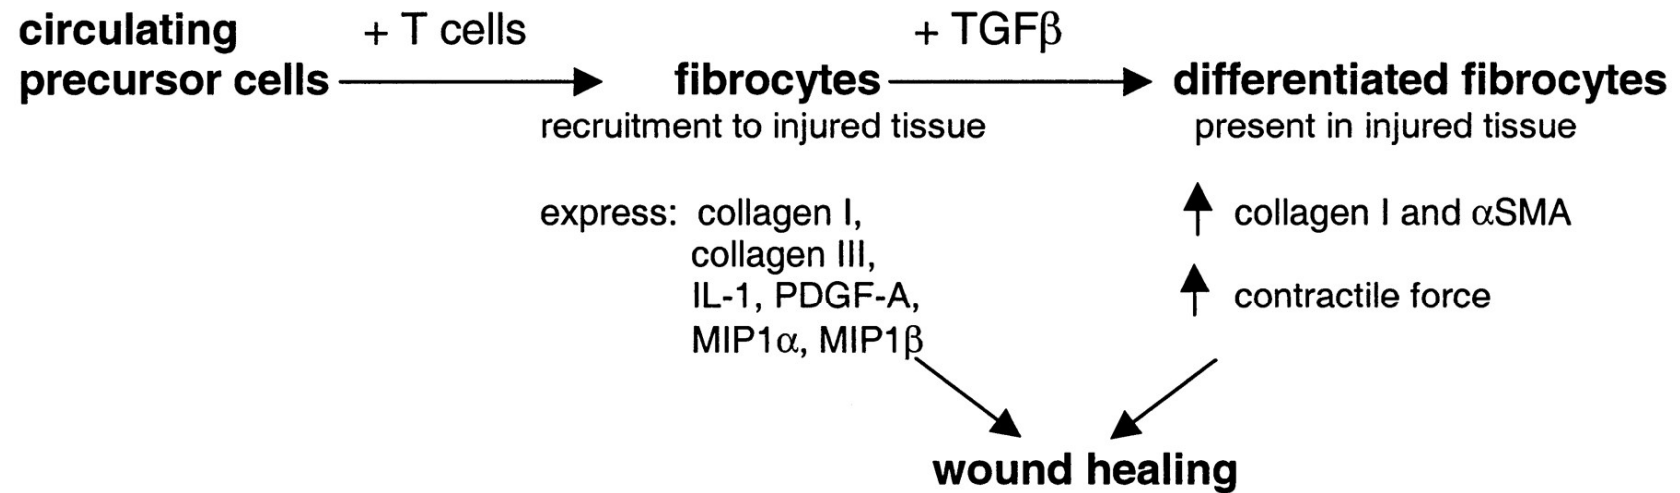 circulating
precursor cells
+ T cells
fibrocytes
recruitment to injured tissue
+ TGFβ
differentiated fibrocytes
present in injured tissue
express: collagen I,
collagen III,
IL-1, PDGF-A,
MIP1α, MIP1β
collagen I and αSMA
contractile force
wound healing